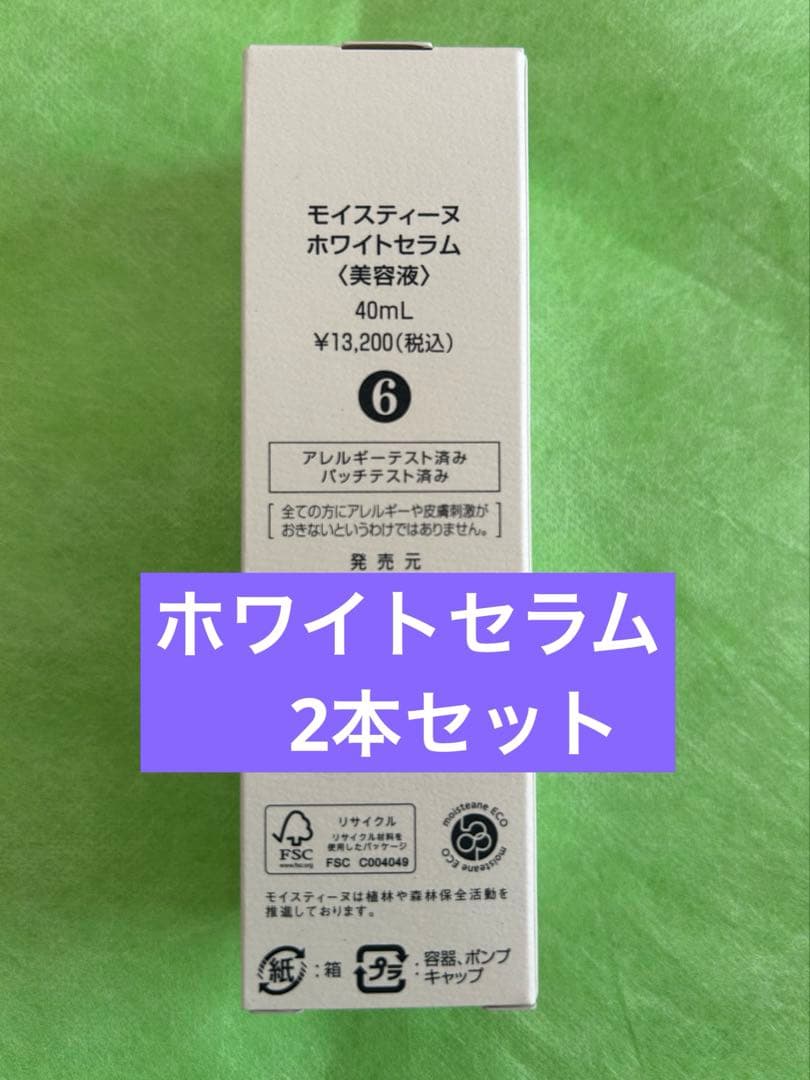 モイスティーヌ
ホワイトセラム
〈美容液〉
40mL
¥13,200(税込)
6
アレルギーテスト済み
パッチテスト済み
[全ての方にアレルギーや皮膚刺激が
おきないというわけではありません。]
発売元
ホワイトセラム
2本セット
リサイクル
リサイクル材料を
使用したパッケージ
FSC
www.fsc.org
FSC C004049
moisteane ECO
moisteane ECO
モイスティーヌは植林や森林保全活動を
推進しております。
紙:箱
プラ:容器、ポンプ
キャップ